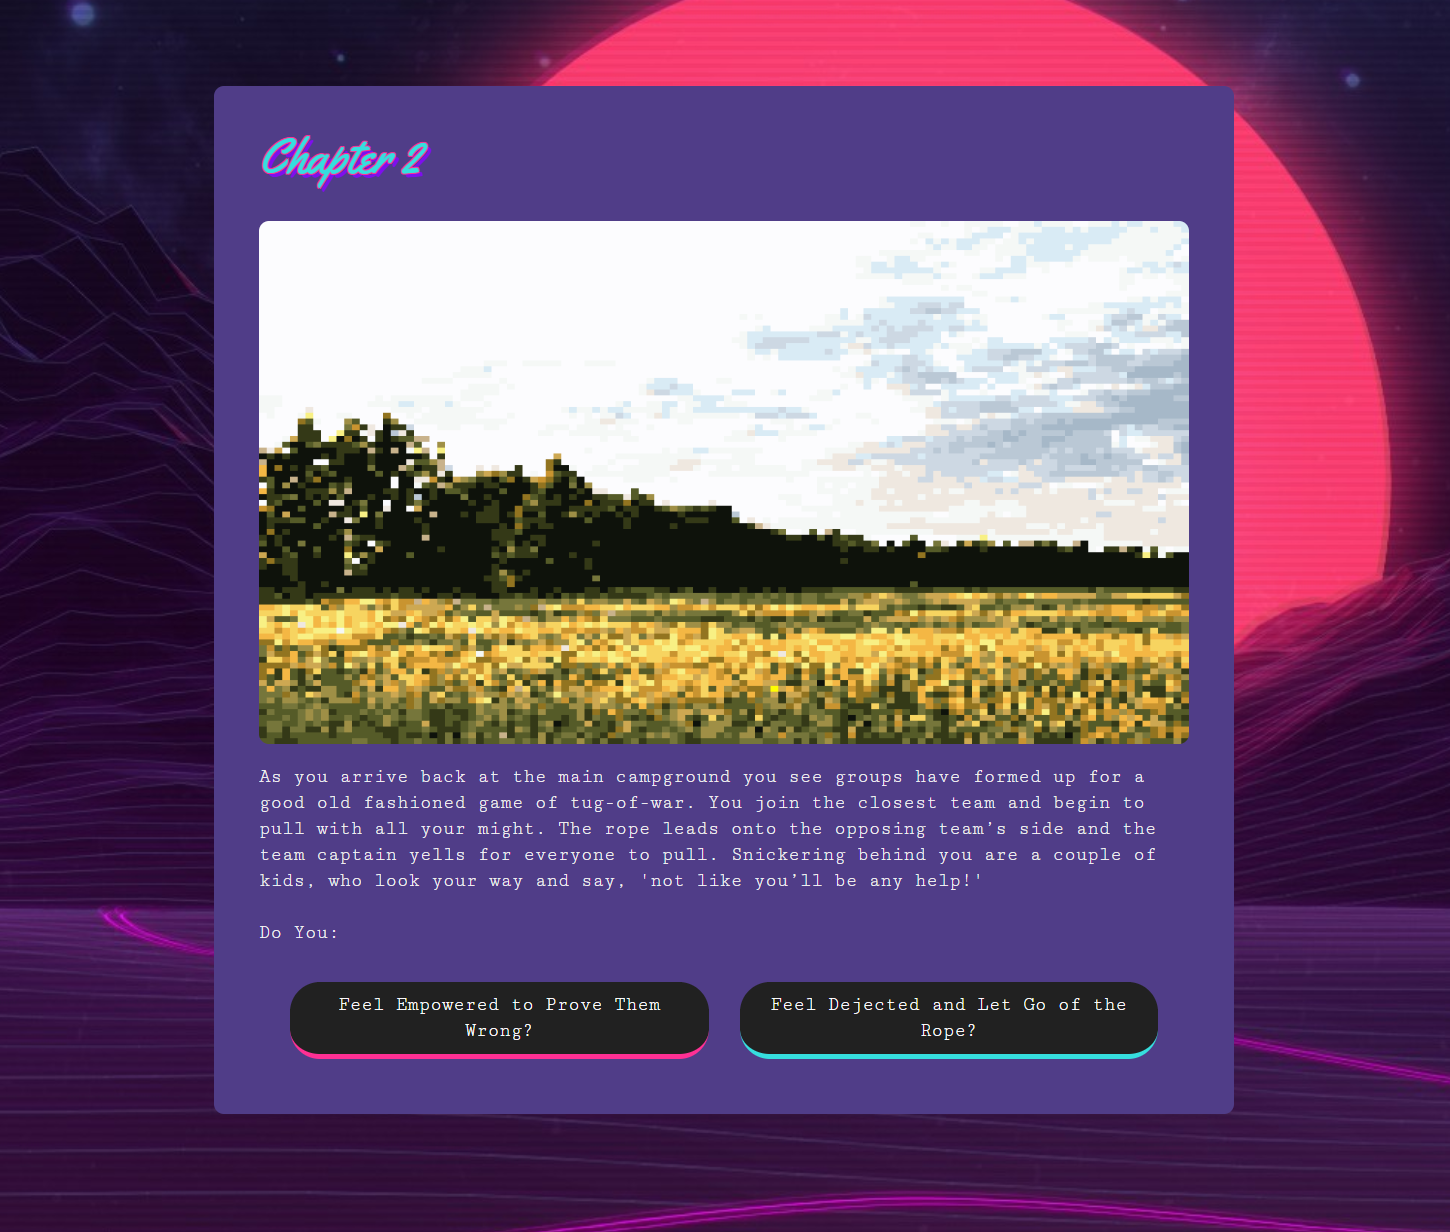 Chapter 2
As you arrive back at the main campground you see groups have formed up for a
good old fashioned game of tug-of-war. You join the closest team and begin to
pull with all your might. The rope leads onto the opposing team’s side and the
team captain yells for everyone to pull. Snickering behind you are a couple of
kids, who look your way and say, 'not like you’ll be any help!'
Do You:
Feel Empowered to Prove Them
Wrong?
Feel Dejected and Let Go of the
Rope?